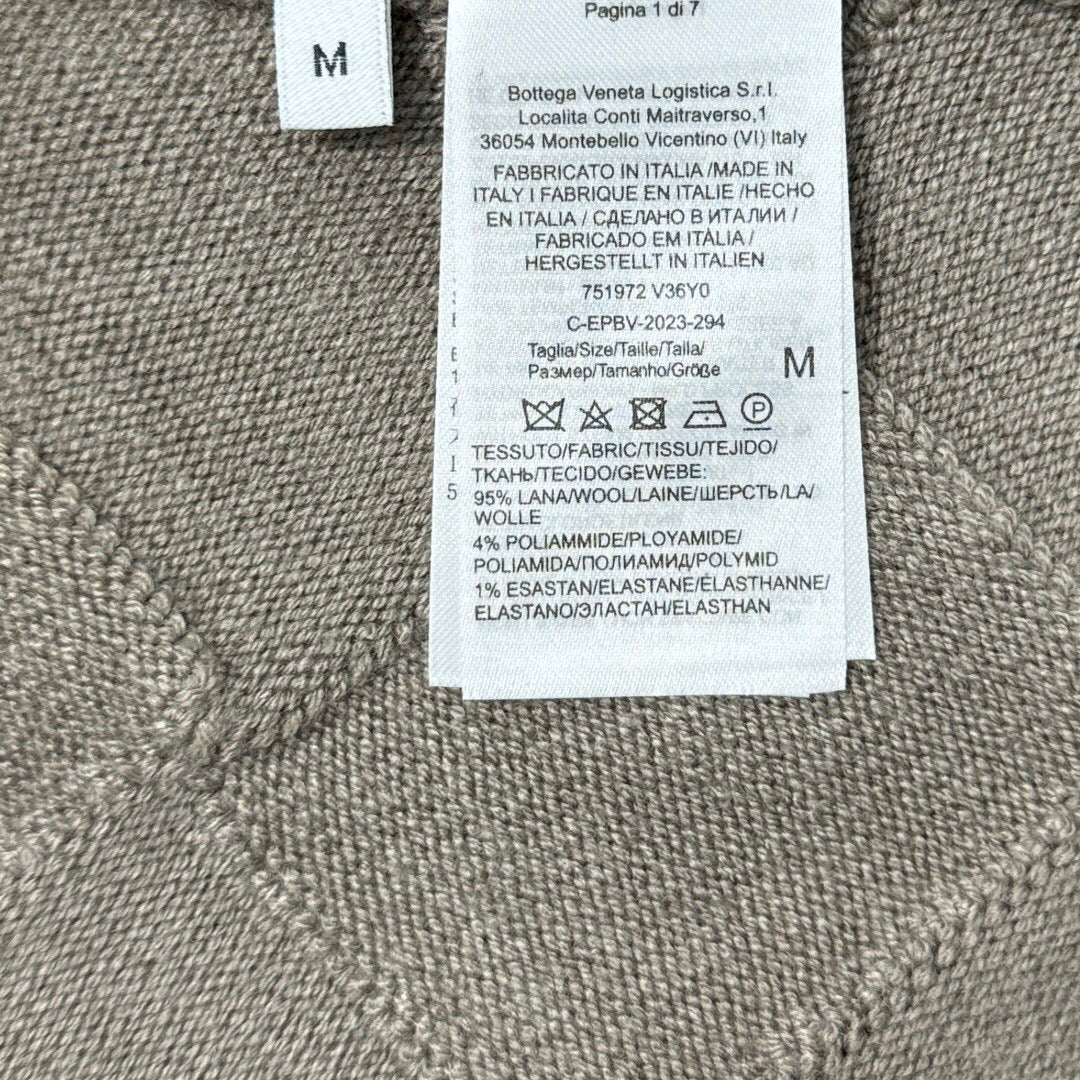 M
Pagina 1 di 7
Bottega Veneta Logistica S.r.l.
Localita Conti Maitraverso,1
36054 Montebello Vicentino (VI) Italy
FABBRICATO IN ITALIA /MADE IN
ITALY I FABRIQUE EN ITALIE /HECHO
EN ITALIA / СДЕЛАНО В ИТАЛИИ /
FABRICADO EM ITÀLIA /
HERGESTELLT IN ITALIEN
751972 V36Y0
C-EPBV-2023-294
Taglia/Size/Taille/Talla/
Размер/Tamanho/Größe M
P
TESSUTO/FABRIC/TISSU/TEJIDO/
ТКАНЬ/TECIDO/GEWEBE:
95% LANA/WOOL/LAINE/ШЕРСТЬ/LA/
WOLLE
4% POLIAMMIDE/PLOYAMIDE/
POLIAMIDA/ПОЛИАМИД/POLYMID
1% ESASTAN/ELASTANE/ÉLASTHANNE/
ELASTANO/ЭЛАСТАН/ELASTHAN